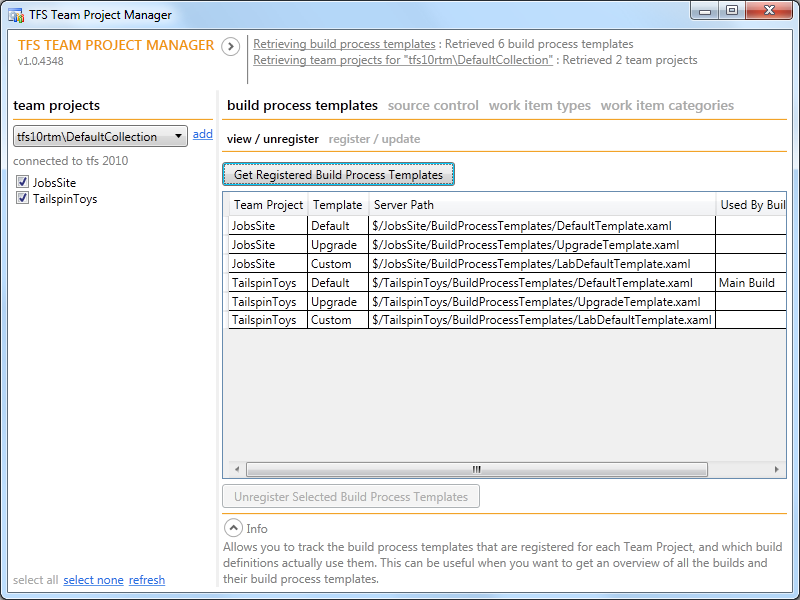 TFS Team Project Manager
TFS TEAM PROJECT MANAGER
v1.0.4348
Retrieving build process templates : Retrieved 6 build process templates
Retrieving team projects for "tfs10rtm\DefaultCollection" : Retrieved 2 team projects
team projects
tfs10rtm\DefaultCollection add
connected to tfs 2010
JobsSite
TailspinToys
select all select none refresh
build process templates source control work item types work item categories
view / unregister register / update
Get Registered Build Process Templates
Team Project Template Server Path Used By Buil
JobsSite Default $/JobsSite/BuildProcessTemplates/DefaultTemplate.xaml
JobsSite Upgrade $/JobsSite/BuildProcessTemplates/UpgradeTemplate.xaml
JobsSite Custom $/JobsSite/BuildProcessTemplates/LabDefaultTemplate.xaml
TailspinToys Default $/TailspinToys/BuildProcessTemplates/DefaultTemplate.xaml Main Build
TailspinToys Upgrade $/TailspinToys/BuildProcessTemplates/UpgradeTemplate.xaml
TailspinToys Custom $/TailspinToys/BuildProcessTemplates/LabDefaultTemplate.xaml
Unregister Selected Build Process Templates
Info
Allows you to track the build process templates that are registered for each Team Project, and which build
definitions actually use them. This can be useful when you want to get an overview of all the builds and
their build process templates.